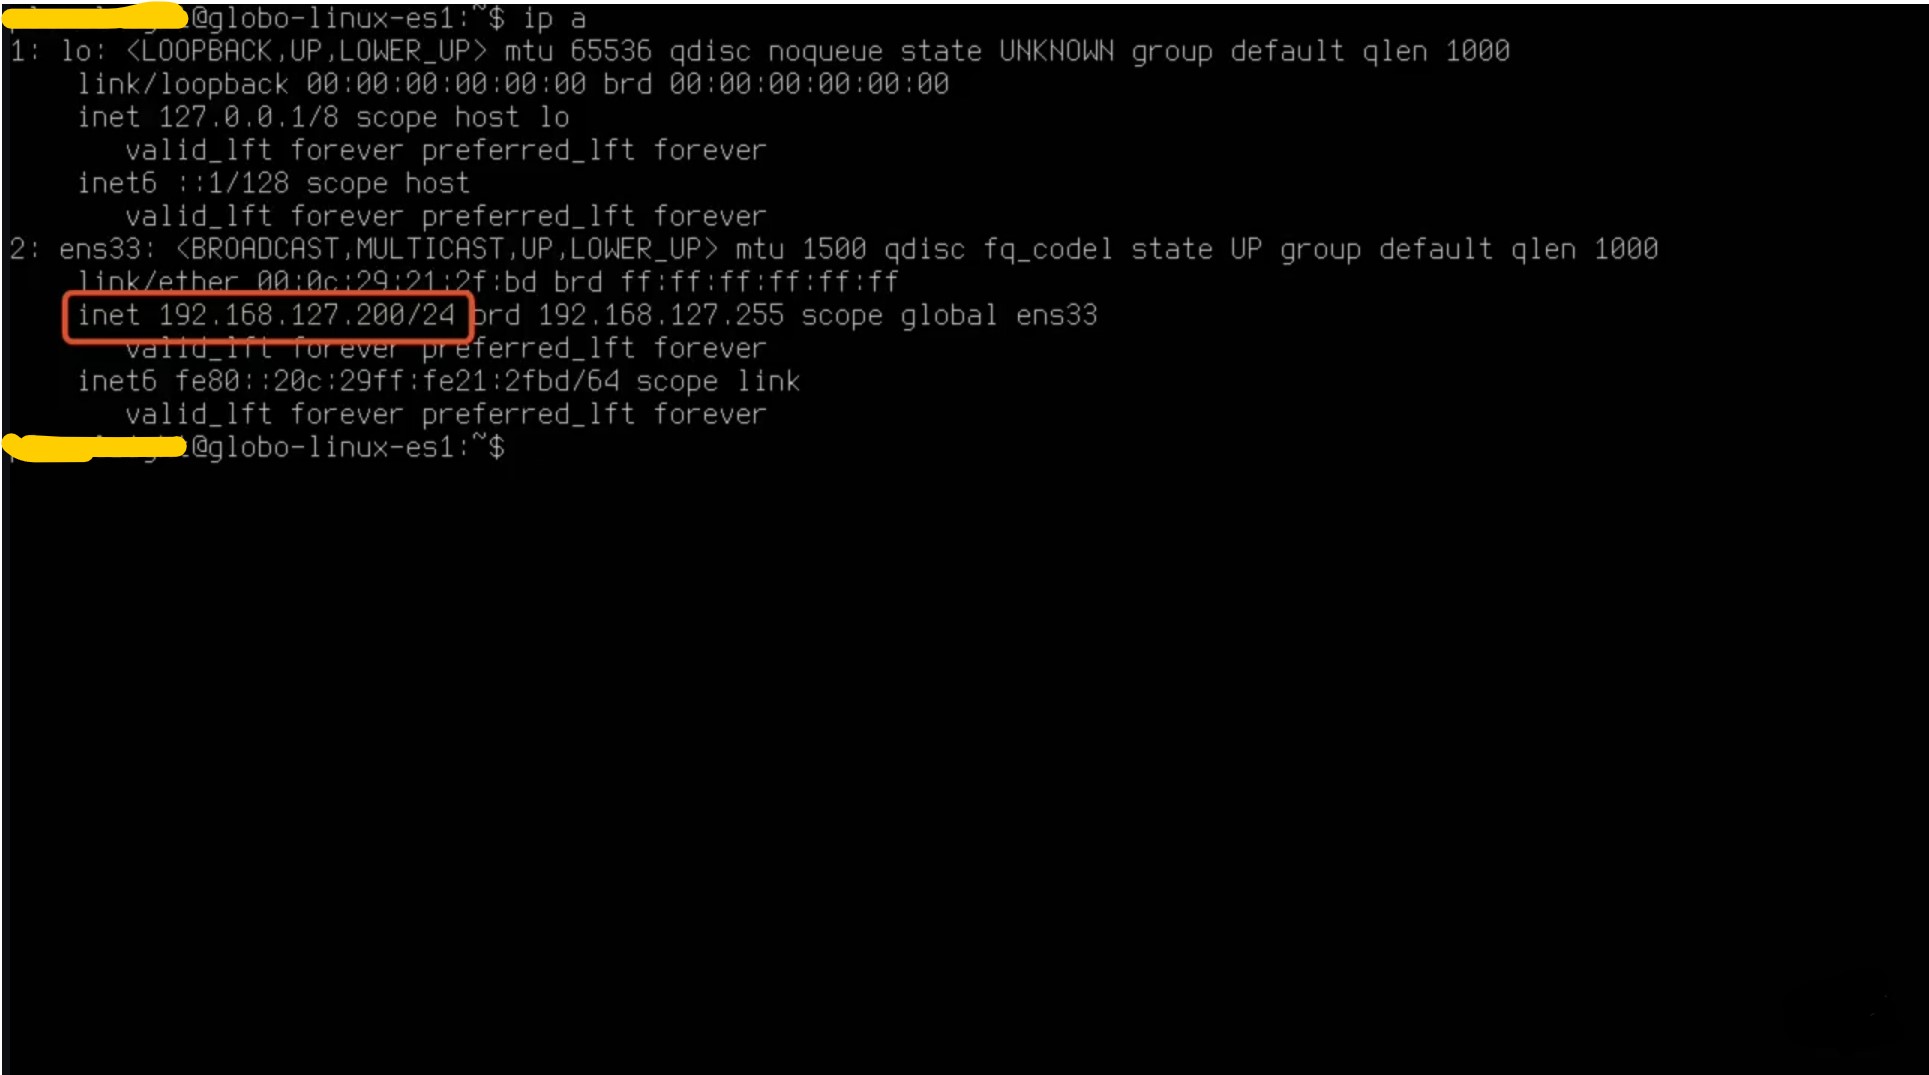 @globo-linux-es1:~$ ip a
1: lo: <LOOPBACK,UP,LOWER_UP> mtu 65536 qdisc noqueue state UNKNOWN group default qlen 1000
link/loopback 00:00:00:00:00:00 brd 00:00:00:00:00:00
inet 127.0.0.1/8 scope host lo
valid_lft forever preferred_lft forever
inet6 ::1/128 scope host
valid_lft forever preferred_lft forever
2: ens33: <BROADCAST,MULTICAST,UP,LOWER_UP> mtu 1500 qdisc fq_codel state UP group default qlen 1000
link/ether 00:0c:29:21:2f:bd brd ff:ff:ff:ff:ff:ff
inet 192.168.127.200/24 brd 192.168.127.255 scope global ens33
valid_lft forever preferred_lft forever
inet6 fe80::20c:29ff:fe21:2fbd/64 scope link
valid_lft forever preferred_lft forever
@globo-linux-es1:~$